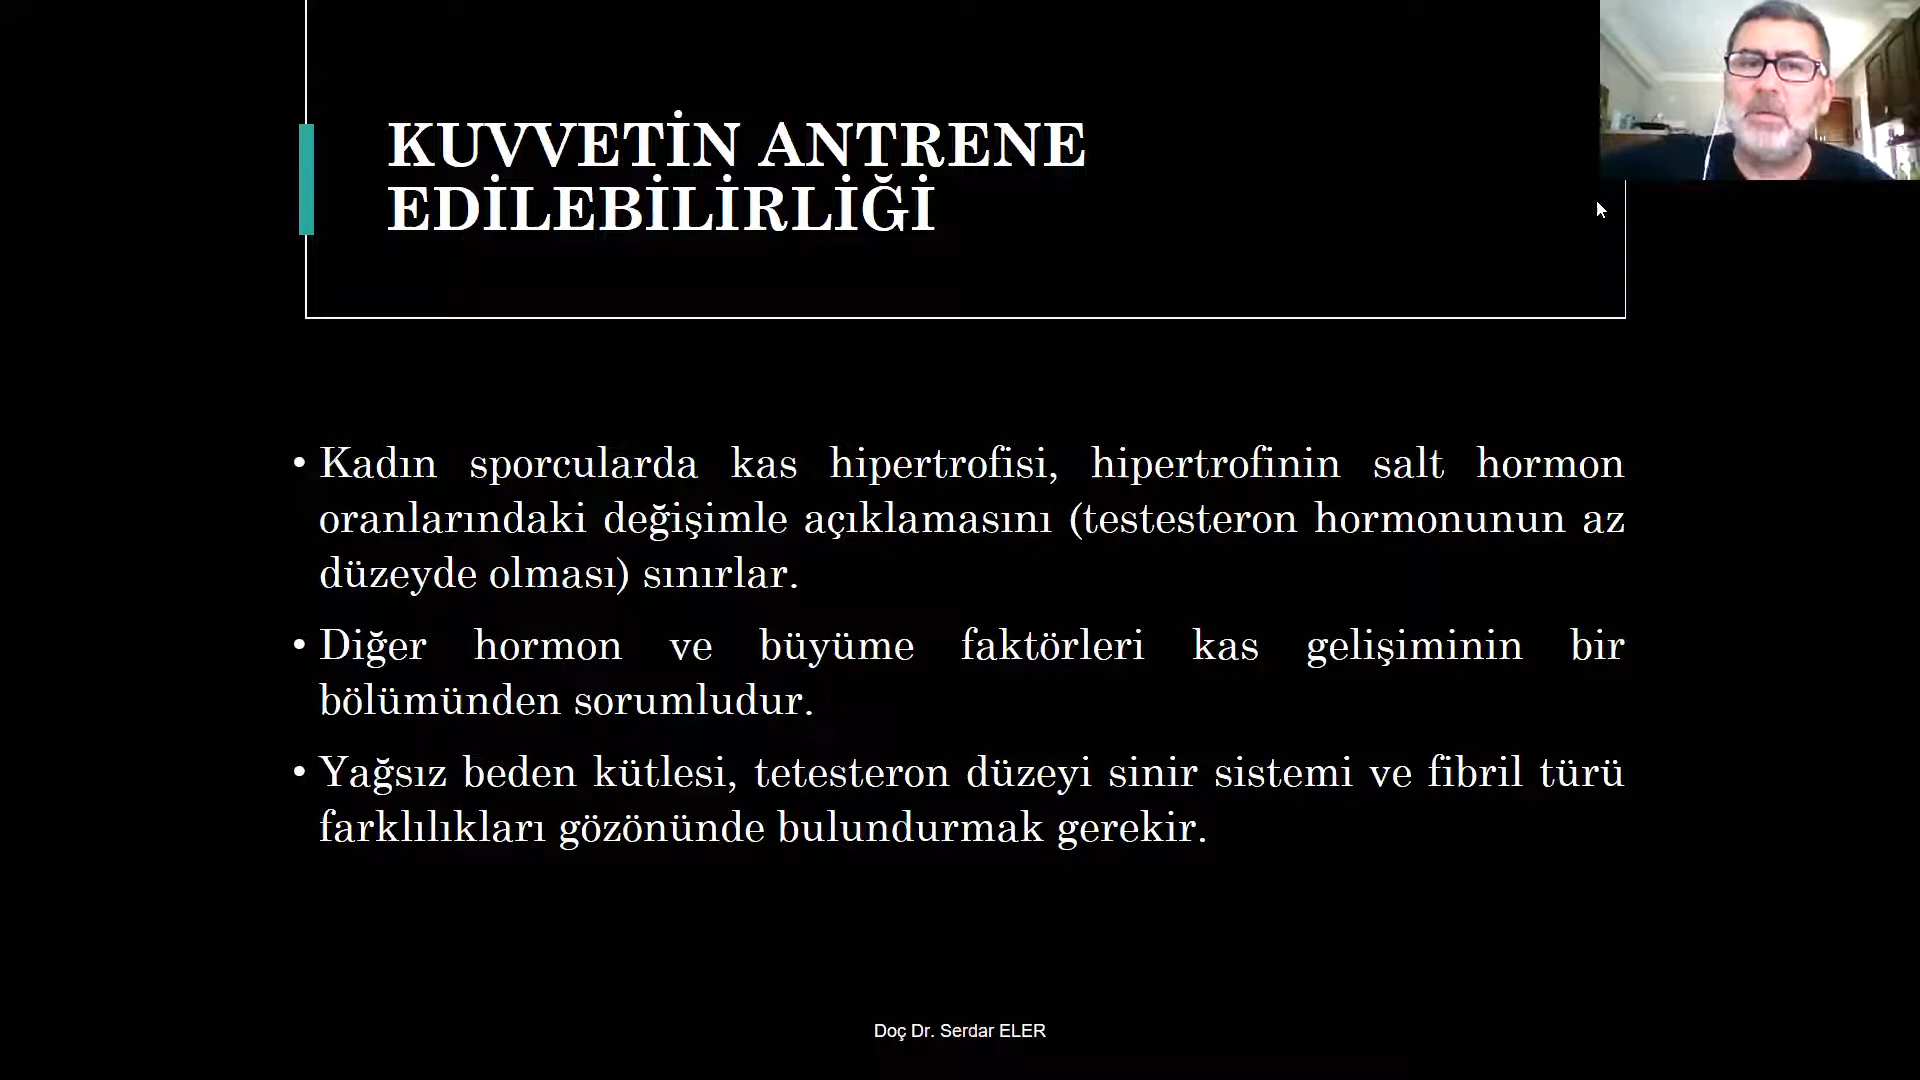 KUVVETİN ANTRENE
EDİLEBİLİRLİĞİ
• Kadın sporcularda kas hipertrofisi, hipertrofinin salt hormon
oranlarındaki değişimle açıklamasını (testesteron hormonunun az
düzeyde olması) sınırlar.
• Diğer hormon ve büyüme faktörleri kas gelişiminin bir
bölümünden sorumludur.
• Yağsız beden kütlesi, tetesteron düzeyi sinir sistemi ve fibril türü
farklılıkları gözönünde bulundurmak gerekir.
Doç Dr. Serdar ELER